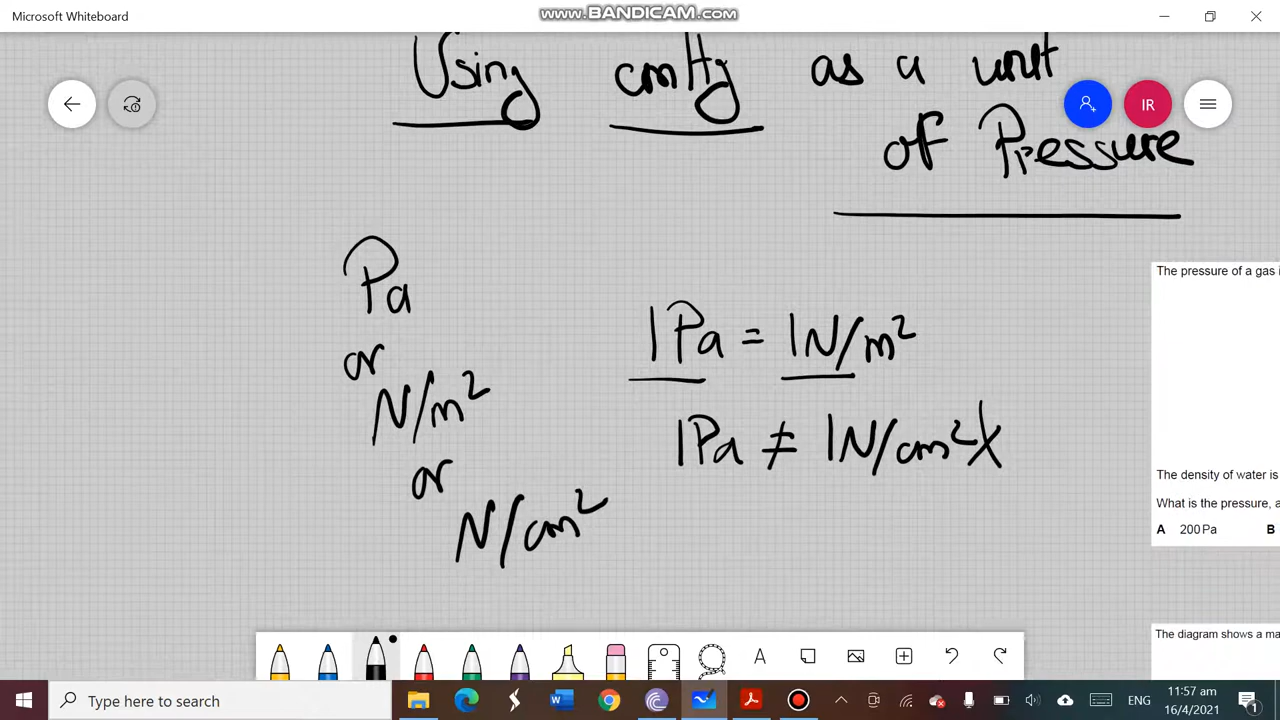 Microsoft Whiteboard
www.BANDICAM.com
Using cmHg as a unit
of Pressure
IR
Pa
or
N/m²
or
N/cm²
1Pa = 1N/m²
1Pa ≠ 1N/cm² X
The pressure of a gas i
The density of water is
What is the pressure, a
A 200 Pa B
The diagram shows a ma
A
Type here to search
ENG
11:57 am
16/4/2021
1